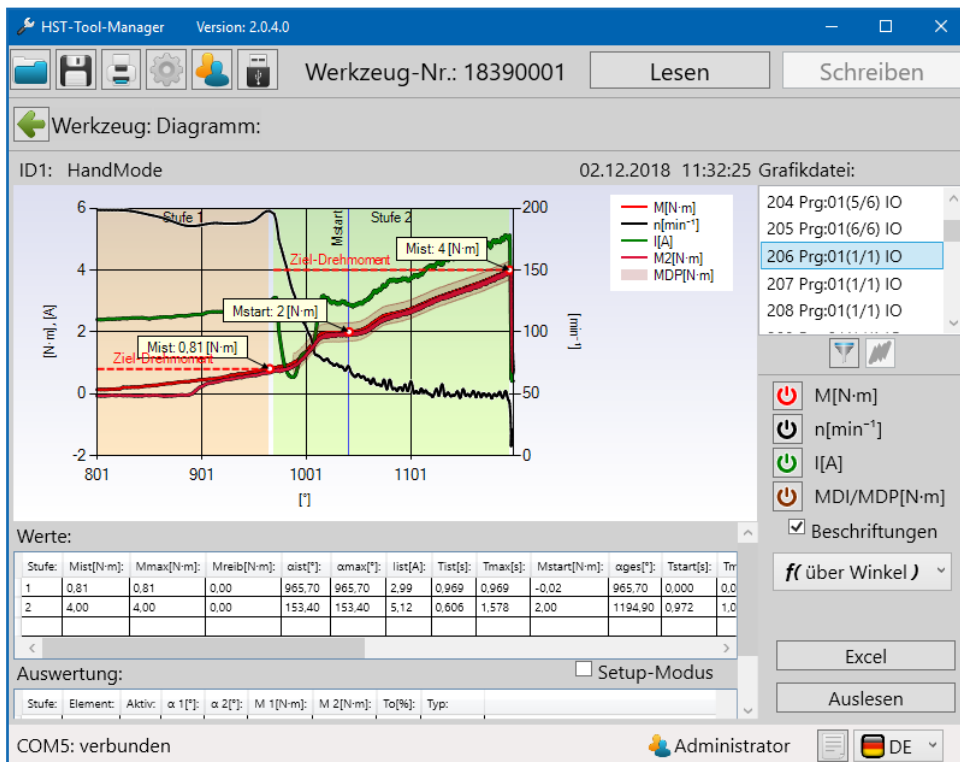 HST-Tool-Manager Version: 2.0.4.0
Werkzeug-Nr.: 18390001 Lesen Schreiben
Werkzeug: Diagramm:
ID1: HandMode 02.12.2018 11:32:25 Grafikdatei:
204 Prg:01(5/6) IO
205 Prg:01(6/6) IO
206 Prg:01(1/1) IO
207 Prg:01(1/1) IO
208 Prg:01(1/1) IO
6 Stufe 1 Mstart Stufe 2 200
M[N·m]
n[min⁻¹]
I[A]
M2[N·m]
MDP[N·m]
Mist: 4 [N·m]
Ziel-Drehmoment
4 150
Mstart: 2 [N·m]
[N·m], [A] [min⁻¹]
2 100
Mist: 0,81 [N·m]
Ziel-Drehmoment
0 50
-2 0
801 901 1001 1101
[°]
M[N·m]
n[min⁻¹]
I[A]
MDI/MDP[N·m]
Beschriftungen
f( über Winkel )
Werte:
Stufe: Mist[N·m]: Mmax[N·m]: Mreib[N·m]: αist[°]: αmax[°]: Iist[A]: Tist[s]: Tmax[s]: Mstart[N·m]: αges[°]: Tstart[s]:
1 0,81 0,81 0,00 965,70 965,70 2,99 0,969 0,969 -0,02 965,70 0,000 0,0
2 4,00 4,00 0,00 153,40 153,40 5,12 0,606 1,578 2,00 1194,90 0,972 1,0
Auswertung: Setup-Modus
Stufe: Element: Aktiv: α 1[°]: α 2[°]: M 1[N·m]: M 2[N·m]: To[%]: Typ:
Excel
Auslesen
COM5: verbunden Administrator DE